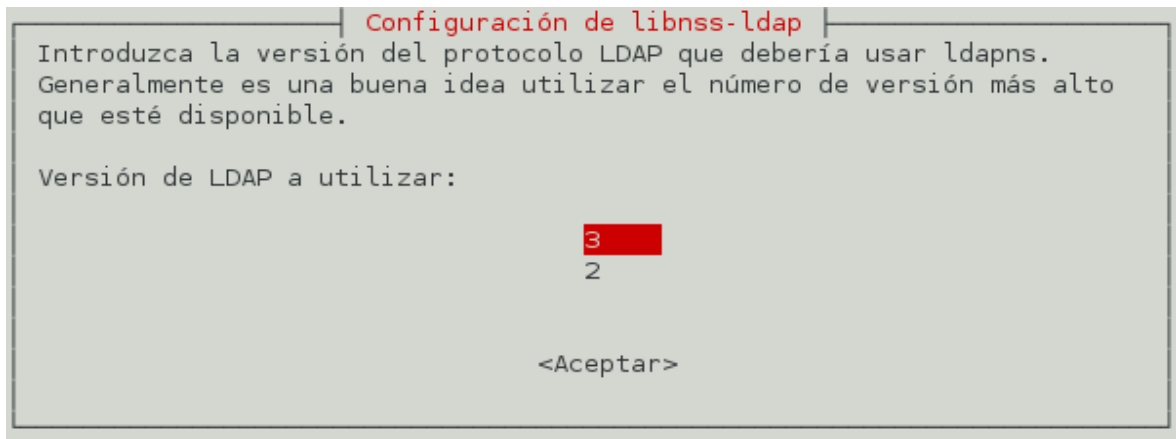 Configuración de libnss-ldap
Introduzca la versión del protocolo LDAP que debería usar ldapns.
Generalmente es una buena idea utilizar el número de versión más alto
que esté disponible.
Versión de LDAP a utilizar:
3
2
<Aceptar>